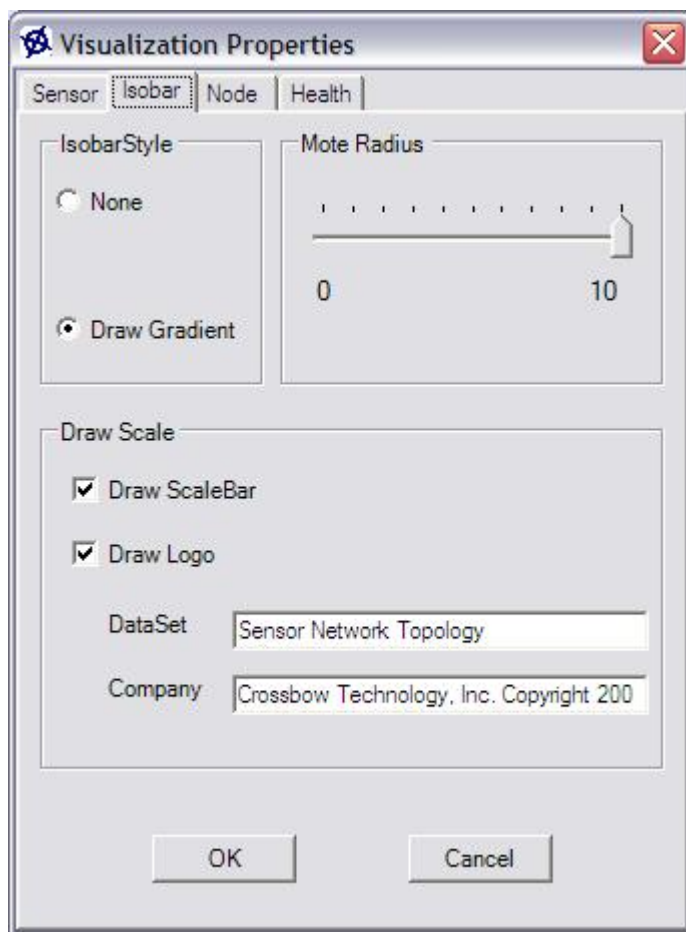 Visualization Properties
Sensor Isobar Node Health
IsobarStyle
None
Draw Gradient
Mote Radius
0 10
Draw Scale
Draw ScaleBar
Draw Logo
DataSet Sensor Network Topology
Company Crossbow Technology, Inc. Copyright 200
OK Cancel